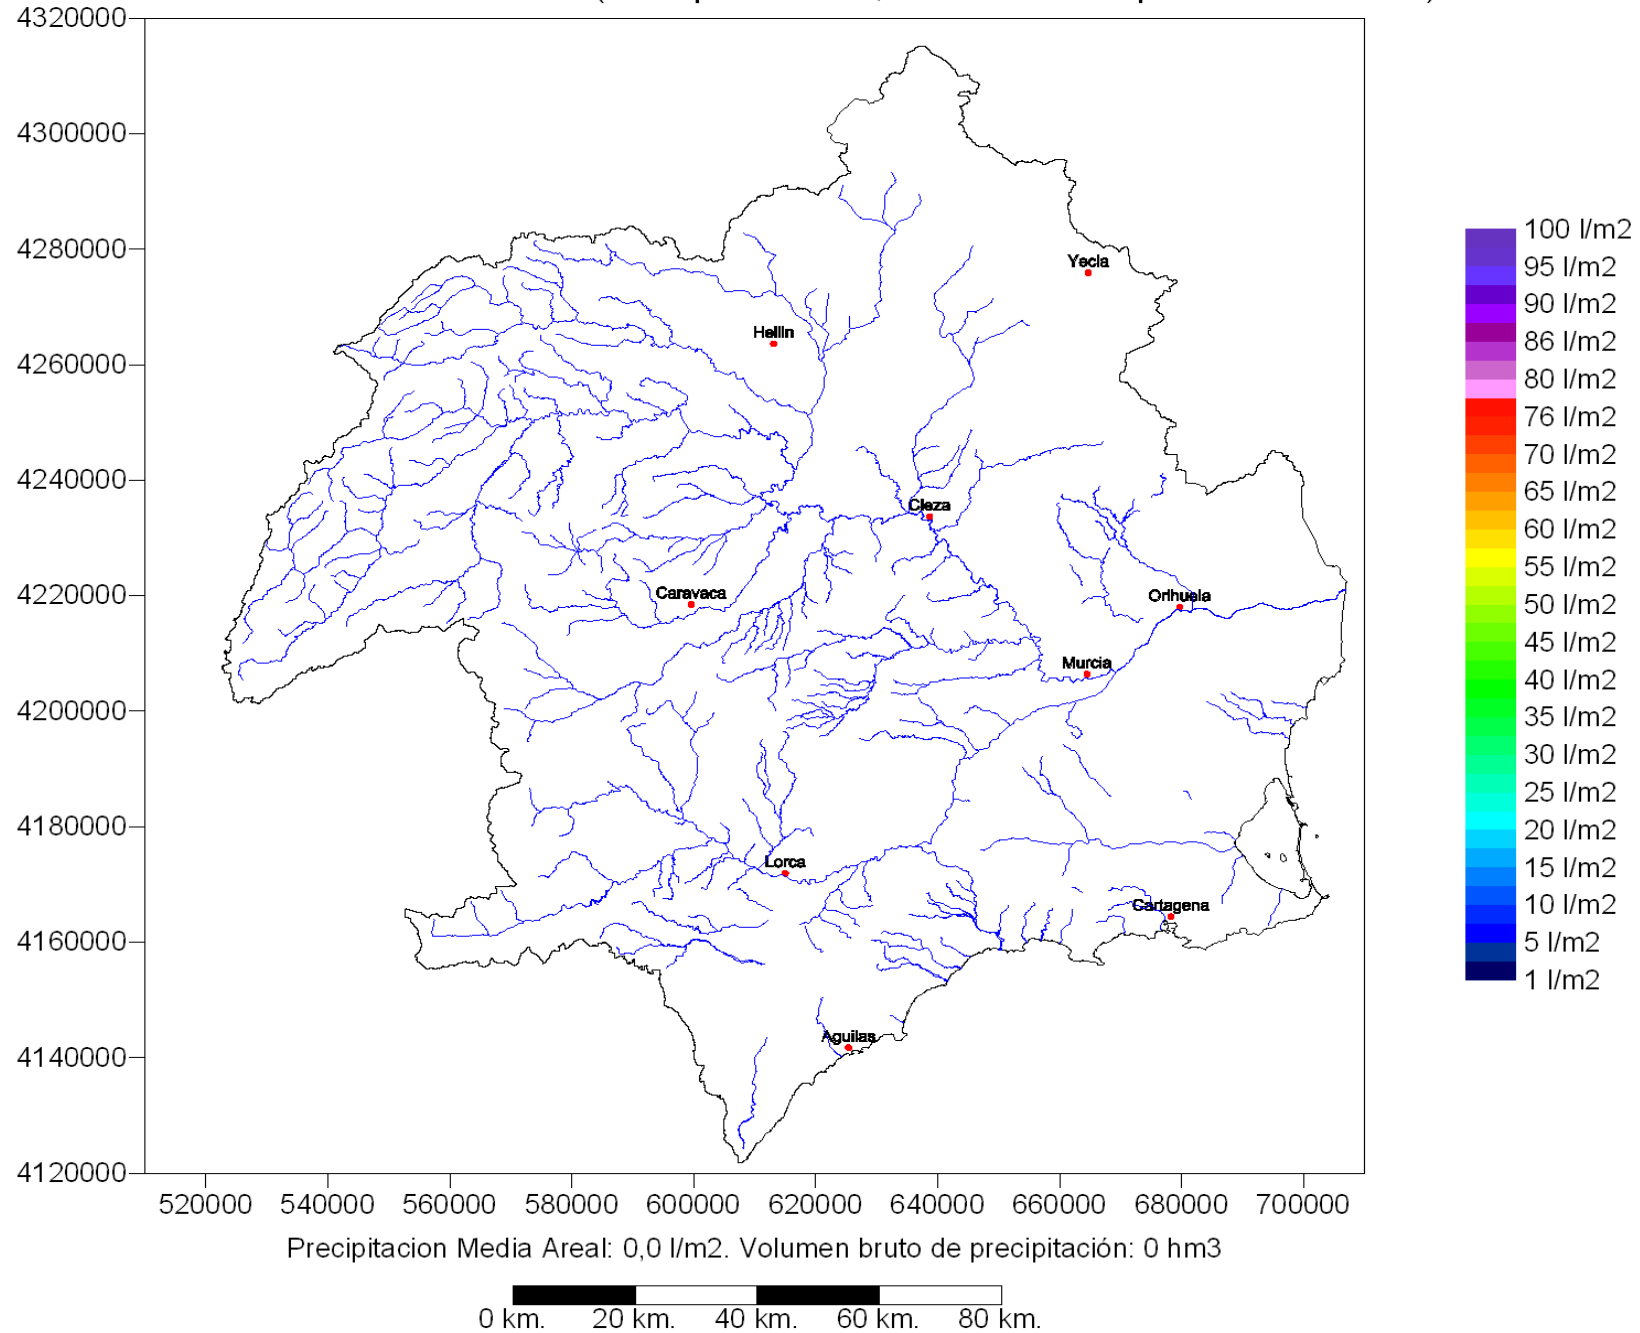 4320000
4300000
4280000
4260000
4240000
4220000
4200000
4180000
4160000
4140000
4120000
520000 540000 560000 580000 600000 620000 640000 660000 680000 700000
Yecla
Hellin
Cieza
Caravaca
Orihuela
Murcia
Lorca
Cartagena
Aguilas
100 l/m2
95 l/m2
90 l/m2
86 l/m2
80 l/m2
76 l/m2
70 l/m2
65 l/m2
60 l/m2
55 l/m2
50 l/m2
45 l/m2
40 l/m2
35 l/m2
30 l/m2
25 l/m2
20 l/m2
15 l/m2
10 l/m2
5 l/m2
1 l/m2
Precipitacion Media Areal: 0,0 l/m2. Volumen bruto de precipitación: 0 hm3
0 km. 20 km. 40 km. 60 km. 80 km.